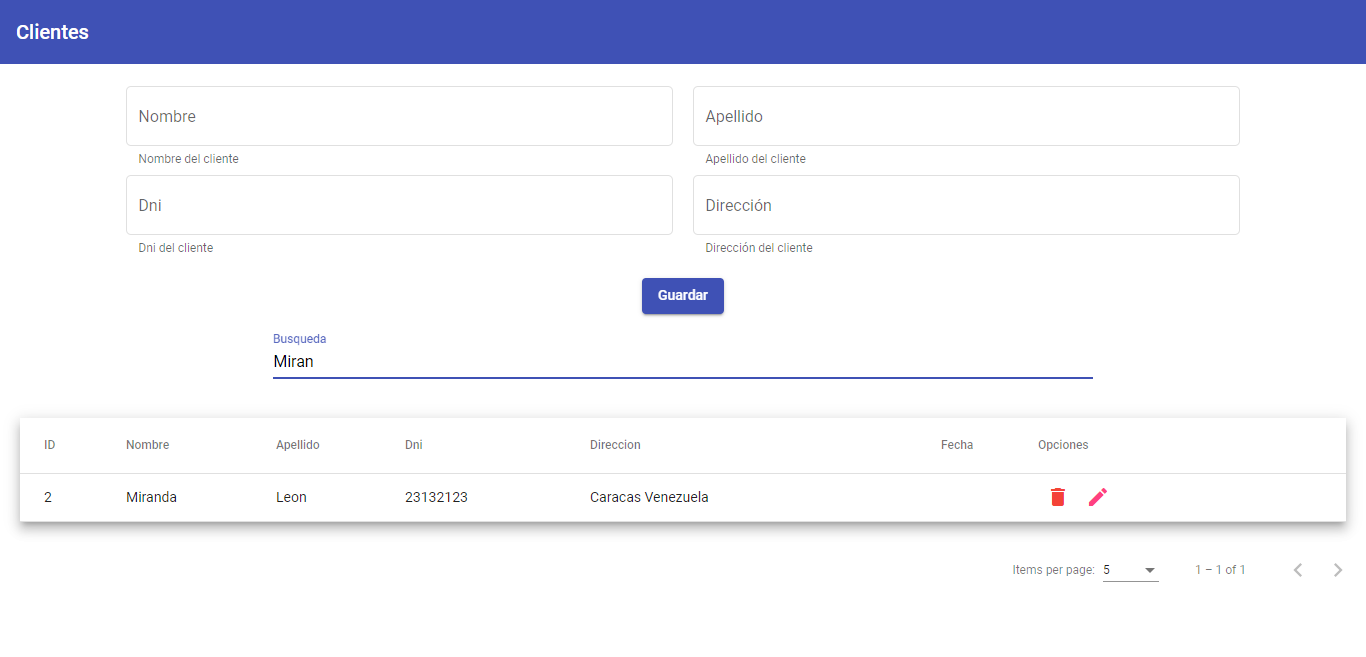 Clientes
Nombre Apellido
Nombre del cliente Apellido del cliente
Dni Dirección
Dni del cliente Dirección del cliente
Guardar
Busqueda
Miran
ID Nombre Apellido Dni Direccion Fecha Opciones
2 Miranda Leon 23132123 Caracas Venezuela
Items per page: 5 1 – 1 of 1